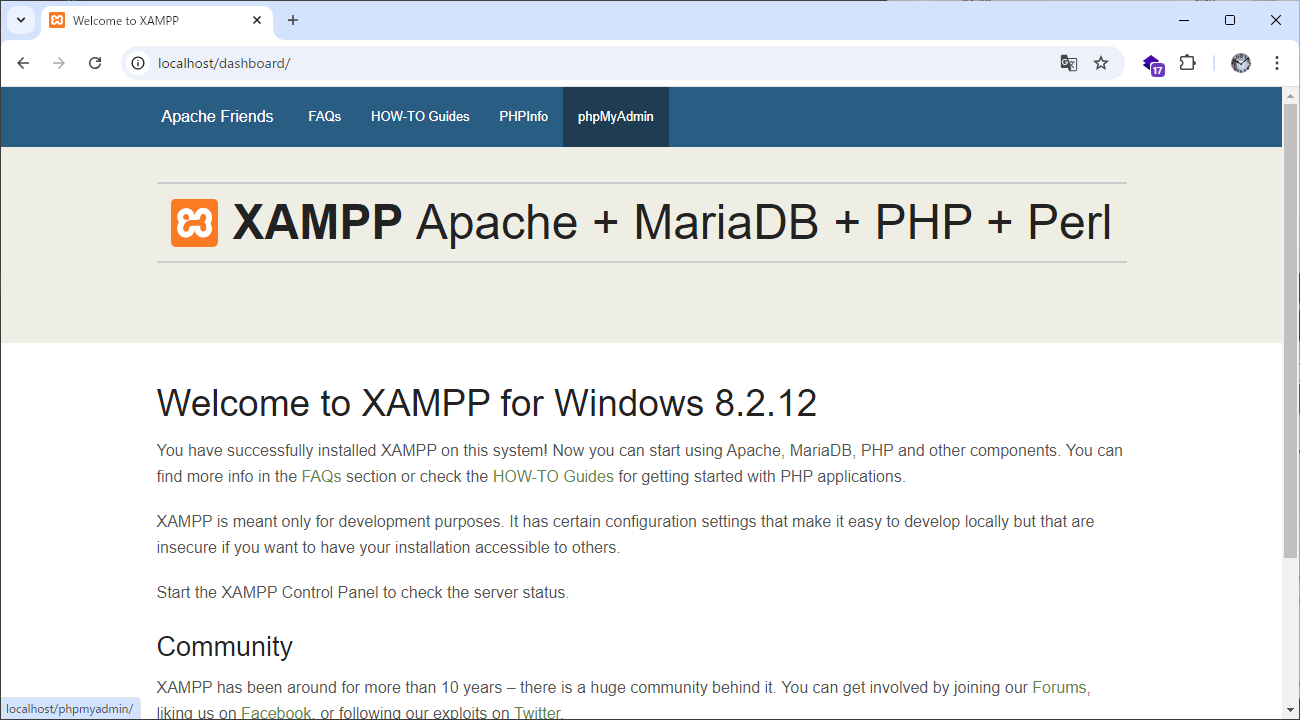 Welcome to XAMPP
localhost/dashboard/
17
Apache Friends FAQs HOW-TO Guides PHPInfo phpMyAdmin
XAMPP Apache + MariaDB + PHP + Perl
Welcome to XAMPP for Windows 8.2.12
You have successfully installed XAMPP on this system! Now you can start using Apache, MariaDB, PHP and other components. You can
find more info in the FAQs section or check the HOW-TO Guides for getting started with PHP applications.
XAMPP is meant only for development purposes. It has certain configuration settings that make it easy to develop locally but that are
insecure if you want to have your installation accessible to others.
Start the XAMPP Control Panel to check the server status.
Community
XAMPP has been around for more than 10 years – there is a huge community behind it. You can get involved by joining our Forums,
liking us on Facebook, or following our exploits on Twitter.
localhost/phpmyadmin/